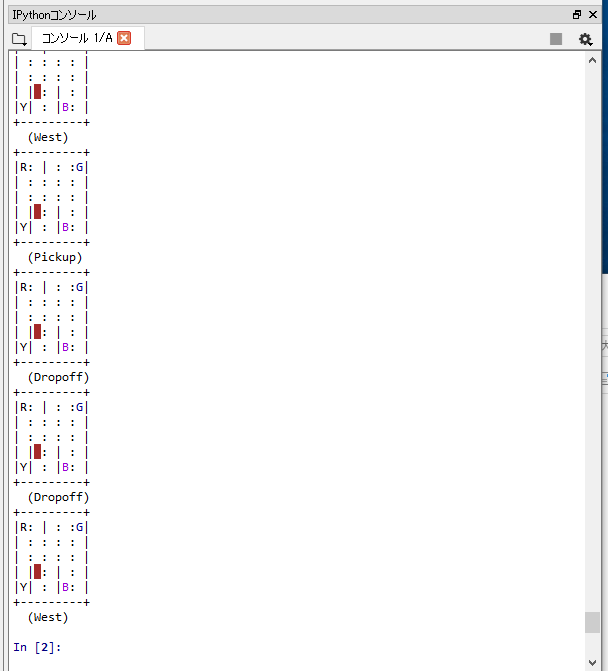 IPythonコンソール
コンソール 1/A
| : : : : |
| : : : : |
| | : | : |
|Y| : |B: |
+---------+
  (West)
+---------+
|R: | : :G|
| : : : : |
| : : : : |
| | : | : |
|Y| : |B: |
+---------+
  (Pickup)
+---------+
|R: | : :G|
| : : : : |
| : : : : |
| | : | : |
|Y| : |B: |
+---------+
  (Dropoff)
+---------+
|R: | : :G|
| : : : : |
| : : : : |
| | : | : |
|Y| : |B: |
+---------+
  (Dropoff)
+---------+
|R: | : :G|
| : : : : |
| : : : : |
| | : | : |
|Y| : |B: |
+---------+
  (West)
In [2]: